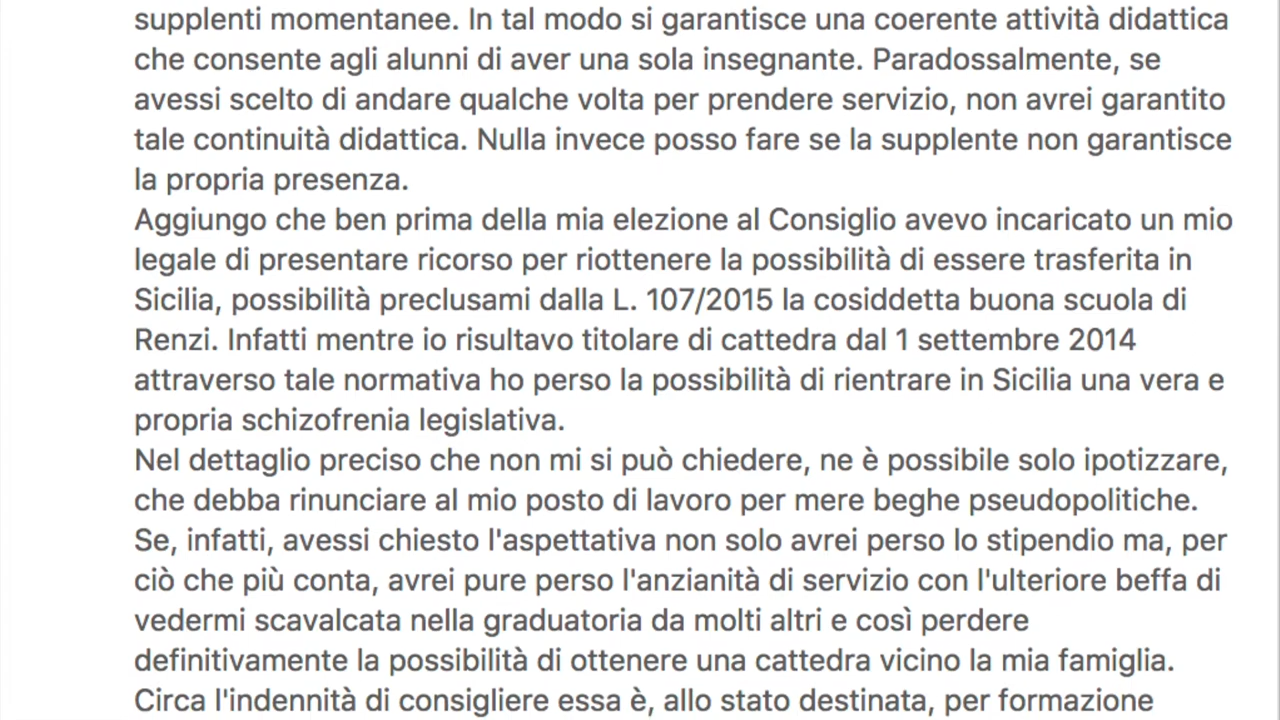 supplenti momentanee. In tal modo si garantisce una coerente attività didattica
che consente agli alunni di aver una sola insegnante. Paradossalmente, se
avessi scelto di andare qualche volta per prendere servizio, non avrei garantito
tale continuità didattica. Nulla invece posso fare se la supplente non garantisce
la propria presenza.
Aggiungo che ben prima della mia elezione al Consiglio avevo incaricato un mio
legale di presentare ricorso per riottenere la possibilità di essere trasferita in
Sicilia, possibilità preclusami dalla L. 107/2015 la cosiddetta buona scuola di
Renzi. Infatti mentre io risultavo titolare di cattedra dal 1 settembre 2014
attraverso tale normativa ho perso la possibilità di rientrare in Sicilia una vera e
propria schizofrenia legislativa.
Nel dettaglio preciso che non mi si può chiedere, ne è possibile solo ipotizzare,
che debba rinunciare al mio posto di lavoro per mere beghe pseudopolitiche.
Se, infatti, avessi chiesto l'aspettativa non solo avrei perso lo stipendio ma, per
ciò che più conta, avrei pure perso l'anzianità di servizio con l'ulteriore beffa di
vedermi scavalcata nella graduatoria da molti altri e così perdere
definitivamente la possibilità di ottenere una cattedra vicino la mia famiglia.
Circa l'indennità di consigliere essa è, allo stato destinata, per formazione